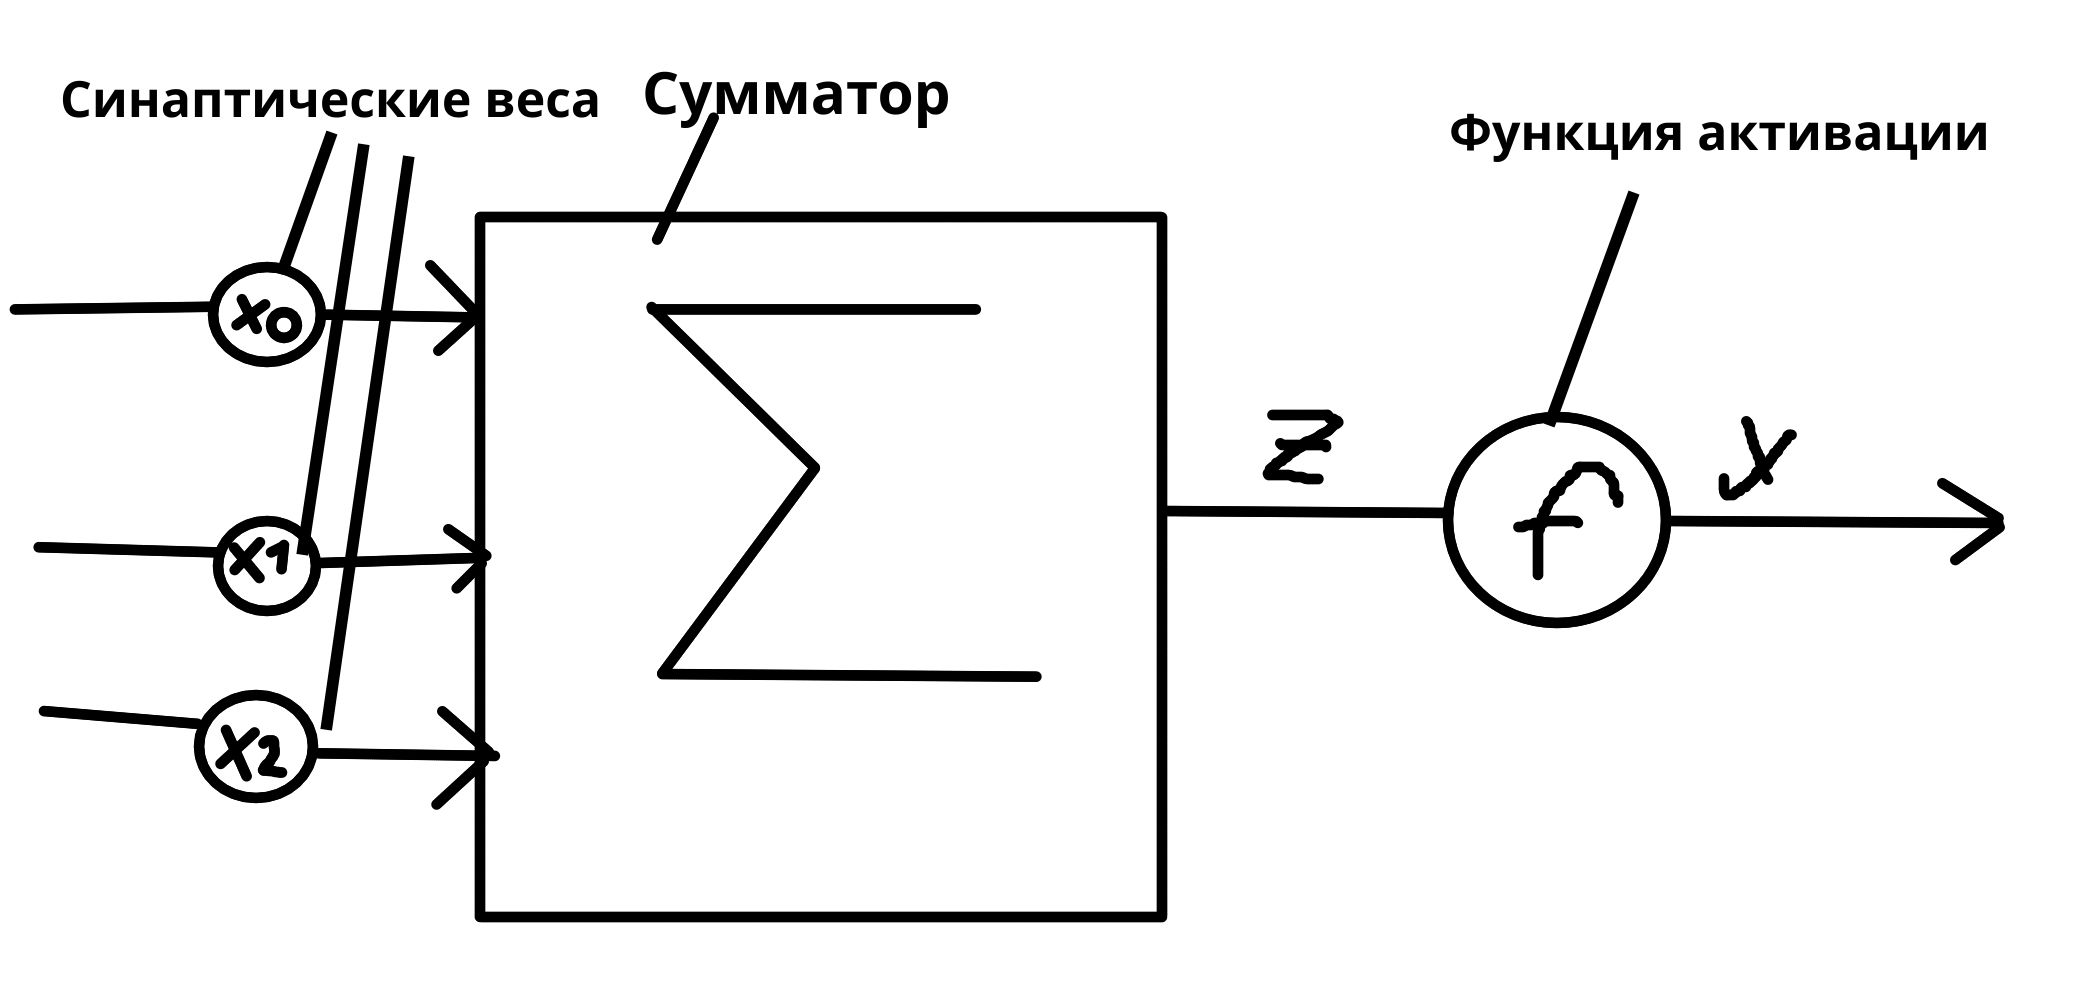 Синаптические веса
Сумматор
Функция активации
x0
x1
x2
Σ
z
f
y